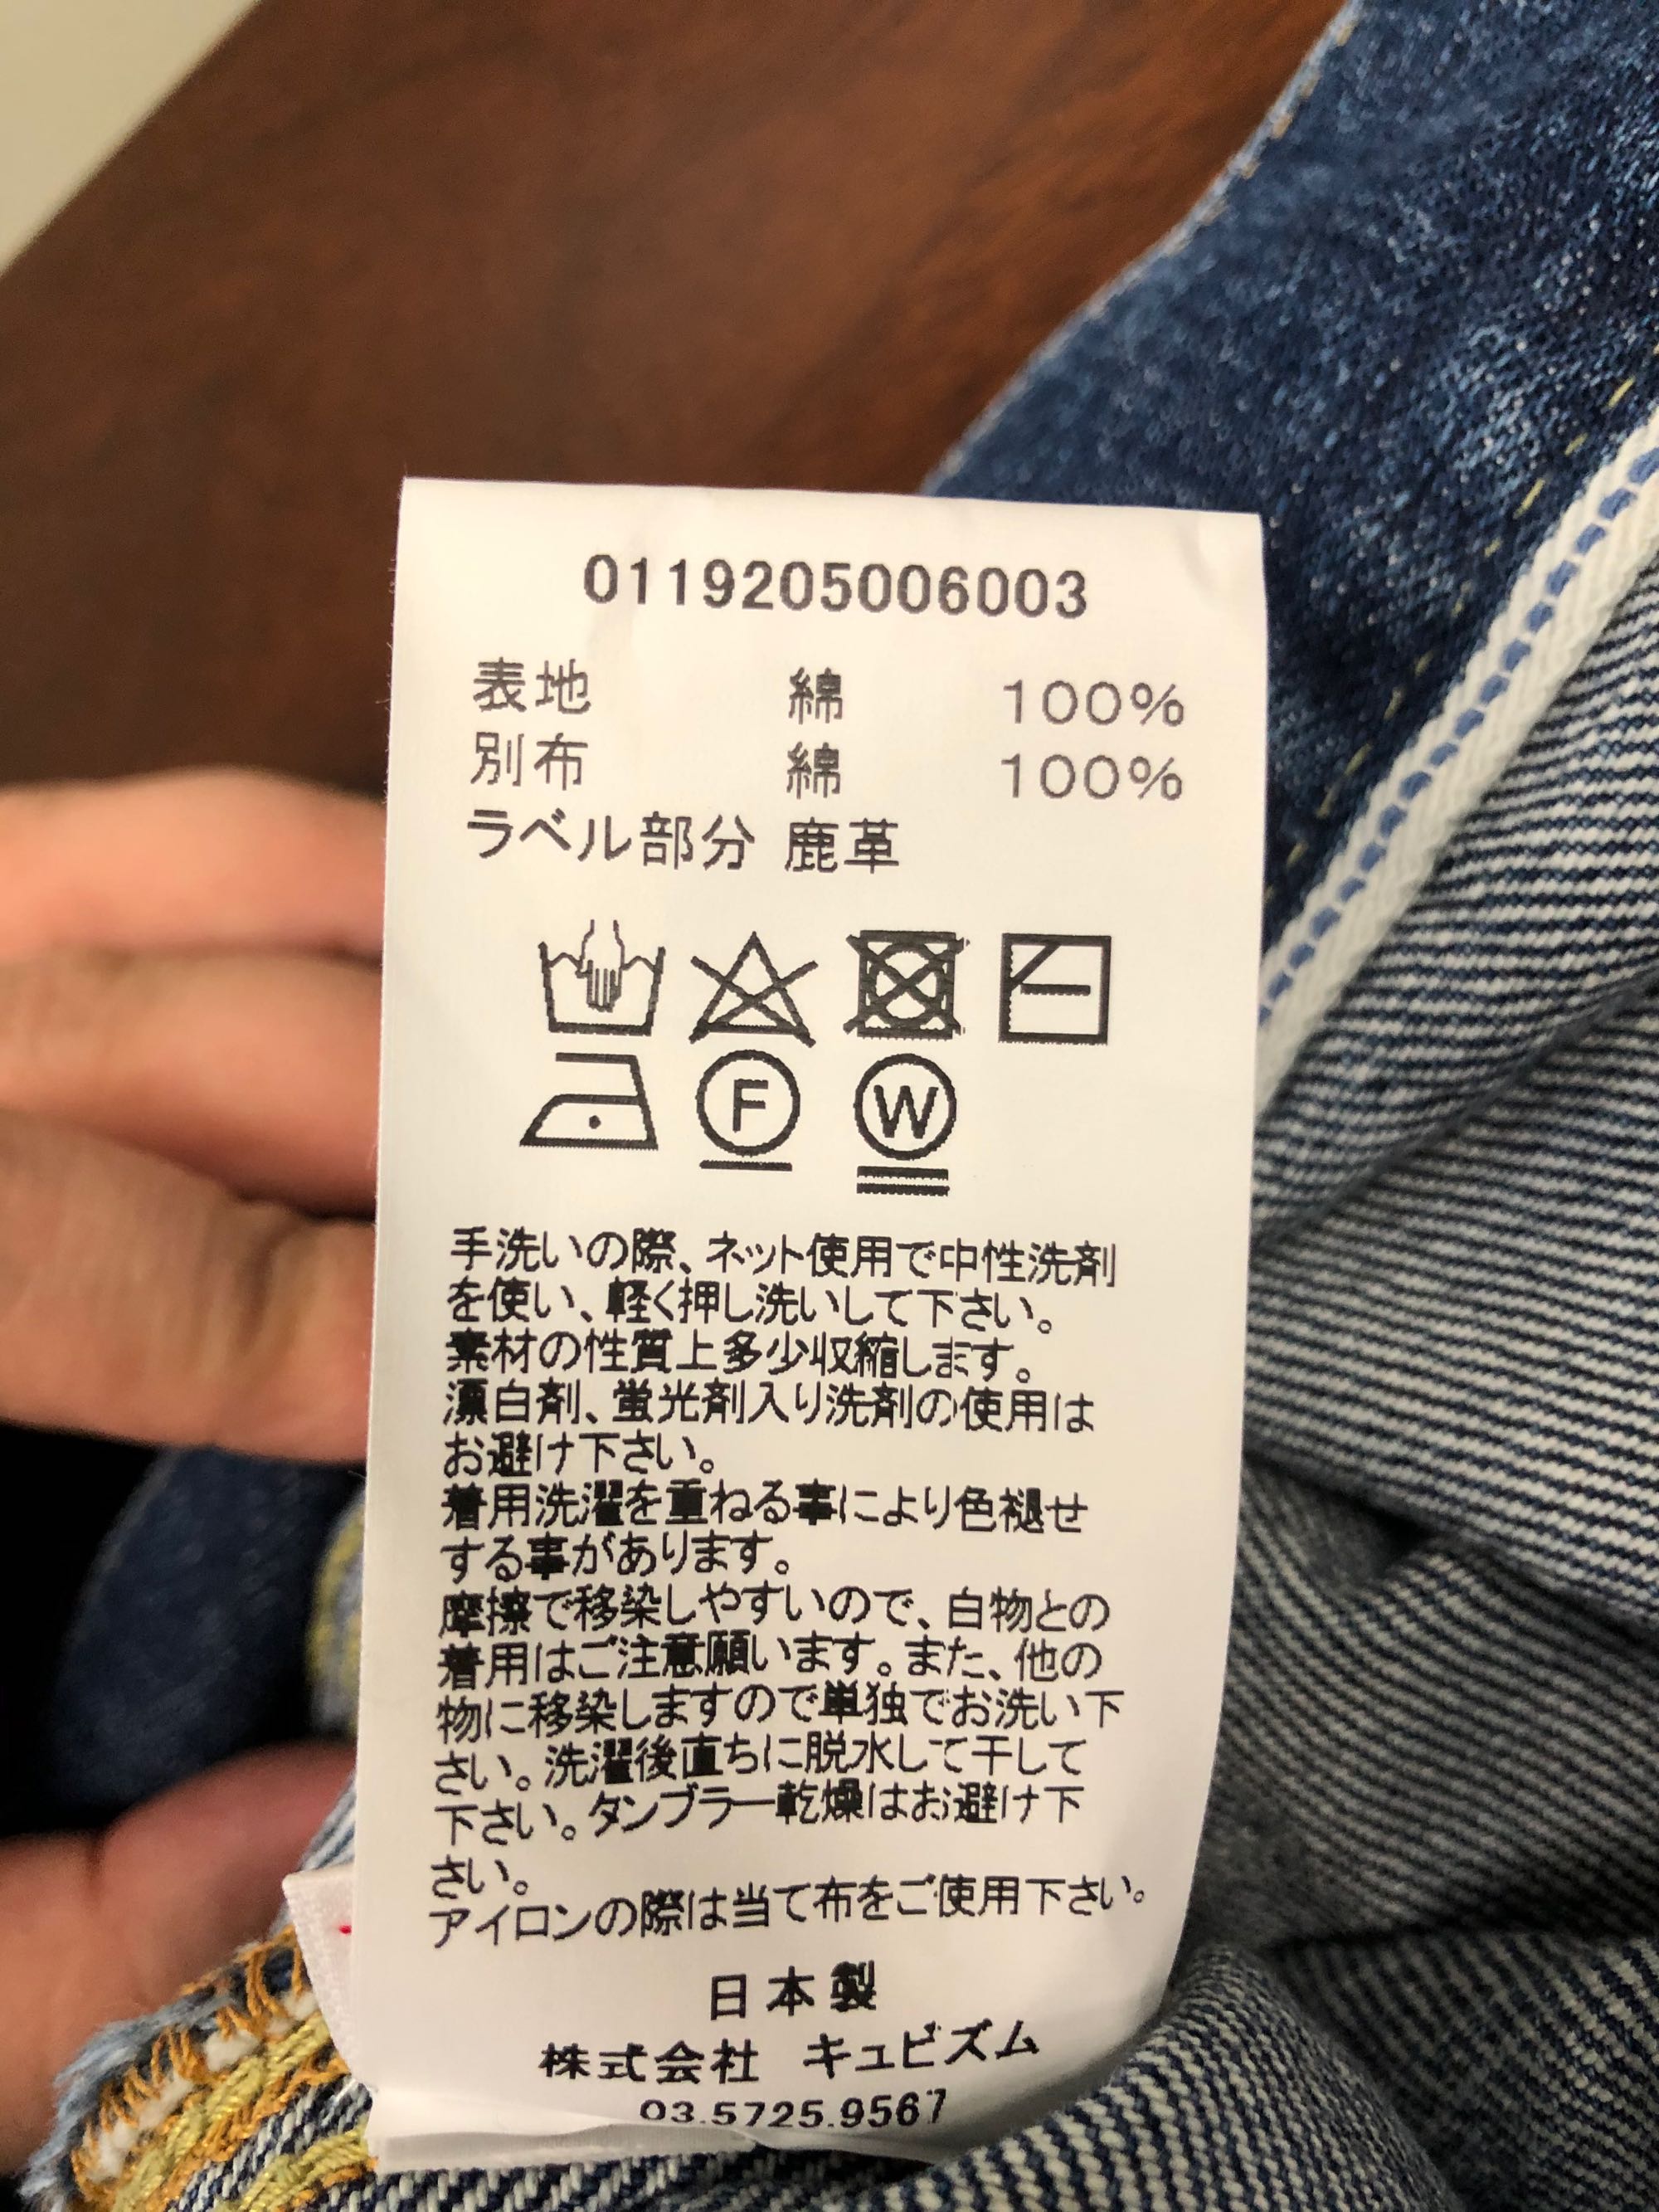 0119205006003
表地 綿 100%
別布 綿 100%
ラベル部分 鹿革
F W
手洗いの際、ネット使用で中性洗剤
を使い、軽く押し洗いして下さい。
素材の性質上多少収縮します。
漂白剤、蛍光剤入り洗剤の使用は
お避け下さい。
着用洗濯を重ねる事により色褪せ
する事があります。
摩擦で移染しやすいので、白物との
着用はご注意願います。また、他の
物に移染しますので単独でお洗い下
さい。洗濯後直ちに脱水して干して
下さい。タンブラー乾燥はお避け下
さい。
アイロンの際は当て布をご使用下さい。
日本製
株式会社 キュビズム
03.5725.9567